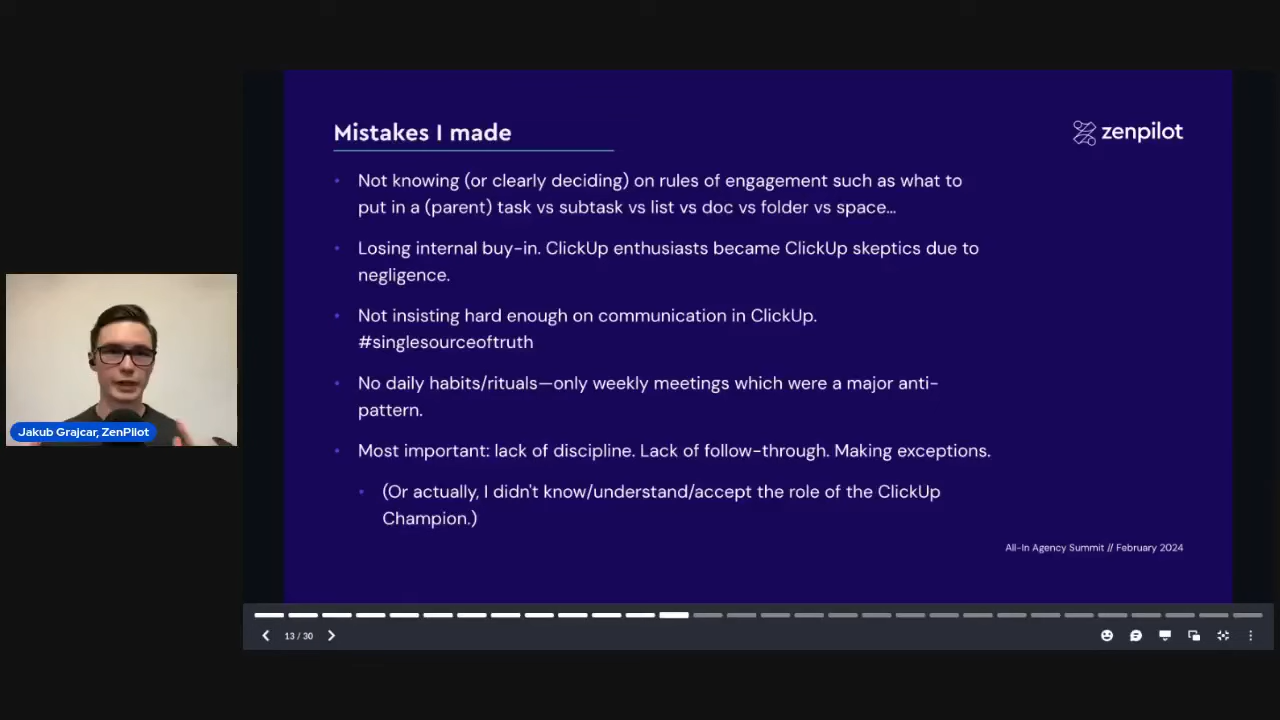 Mistakes I made
zenpilot
• Not knowing (or clearly deciding) on rules of engagement such as what to
put in a (parent) task vs subtask vs list vs doc vs folder vs space...
• Losing internal buy-in. ClickUp enthusiasts became ClickUp skeptics due to
negligence.
• Not insisting hard enough on communication in ClickUp.
#singlesourceoftruth
• No daily habits/rituals—only weekly meetings which were a major anti-
pattern.
• Most important: lack of discipline. Lack of follow-through. Making exceptions.
• (Or actually, I didn't know/understand/accept the role of the ClickUp
Champion.)
All-In Agency Summit // February 2024
Jakub Grajcar, ZenPilot
13 / 30